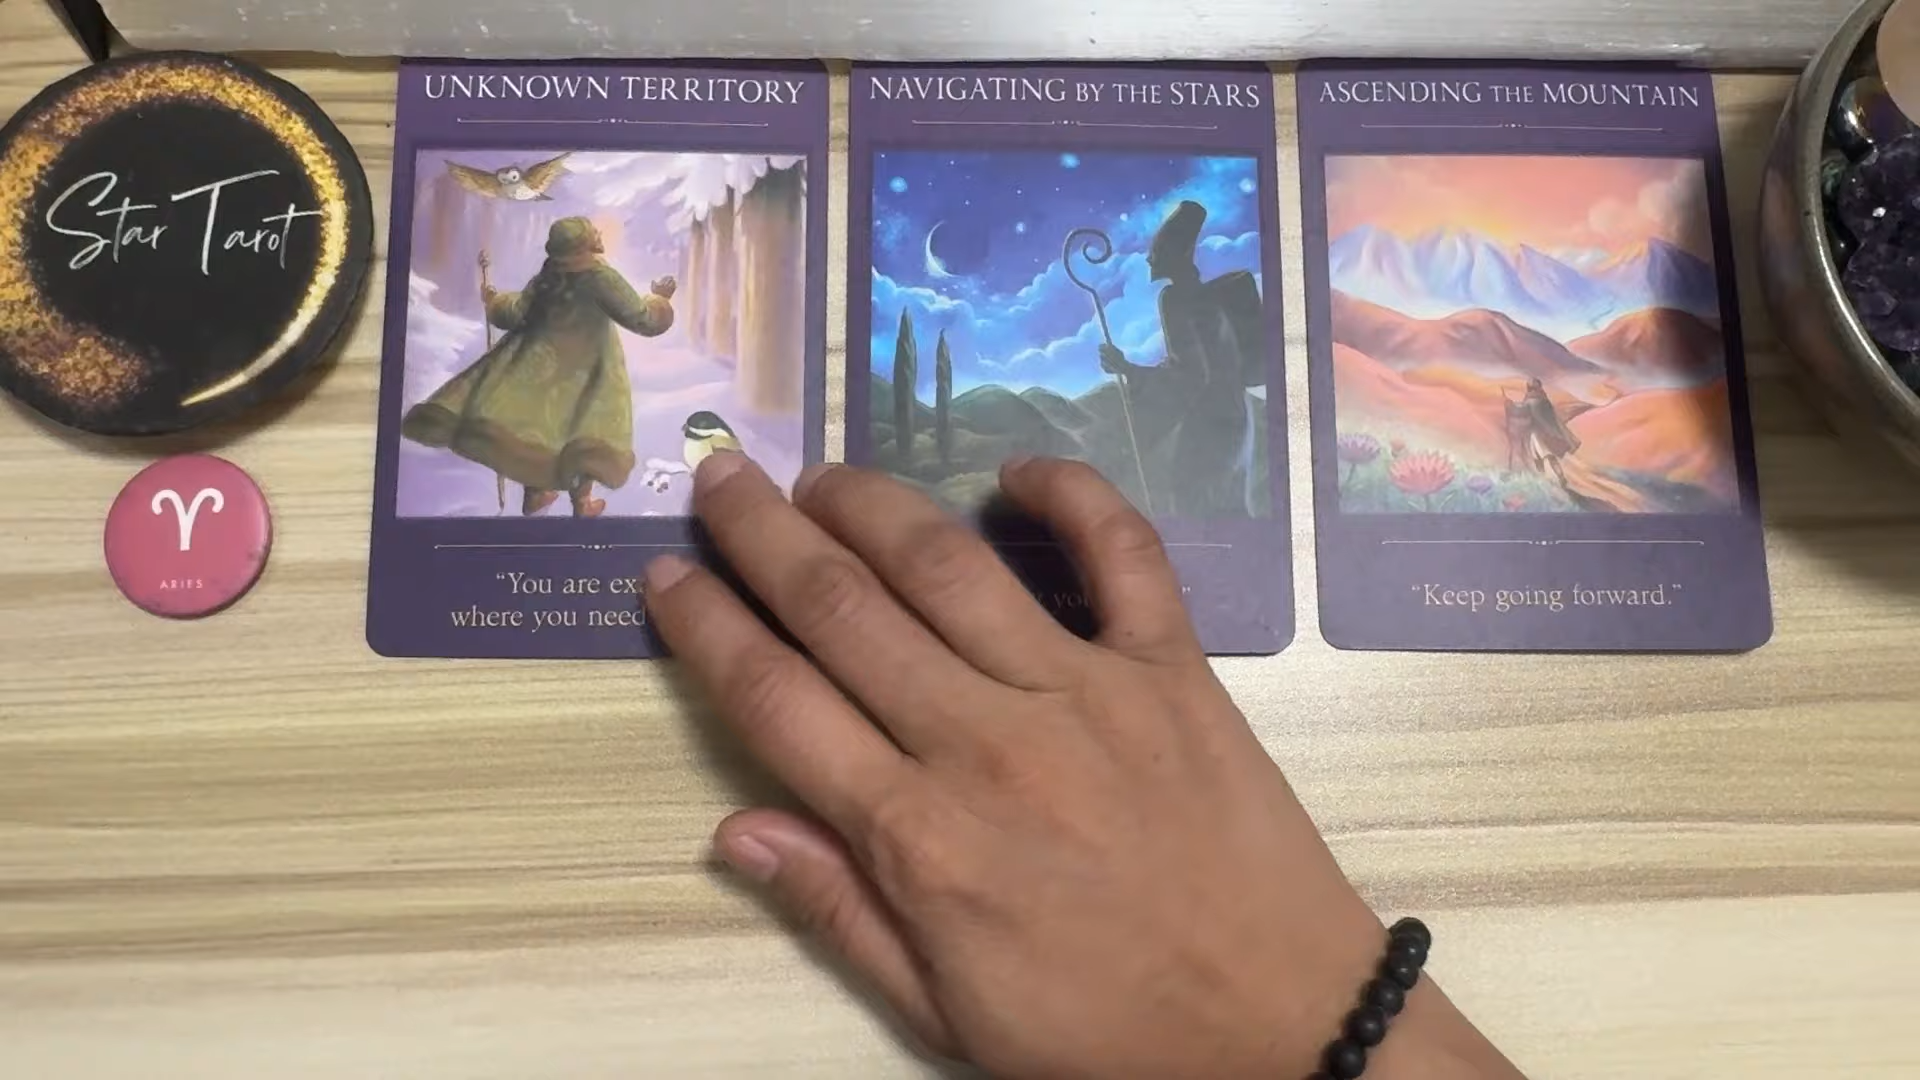 Star Tarot
ARIES
UNKNOWN TERRITORY
"You are
where you need
NAVIGATING BY THE STARS
ASCENDING THE MOUNTAIN
"Keep going forward."